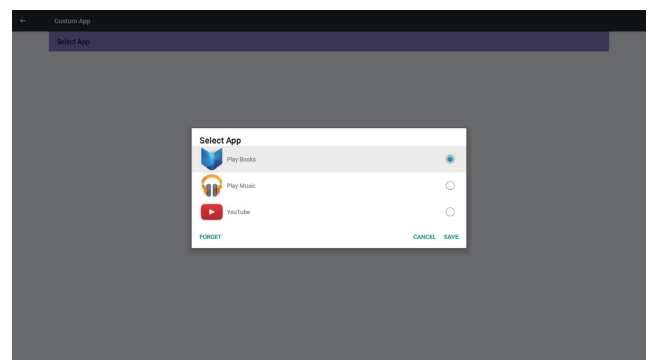 Custom App
Select App
Select App
Play Books
Play Music
YouTube
FORGET CANCEL SAVE